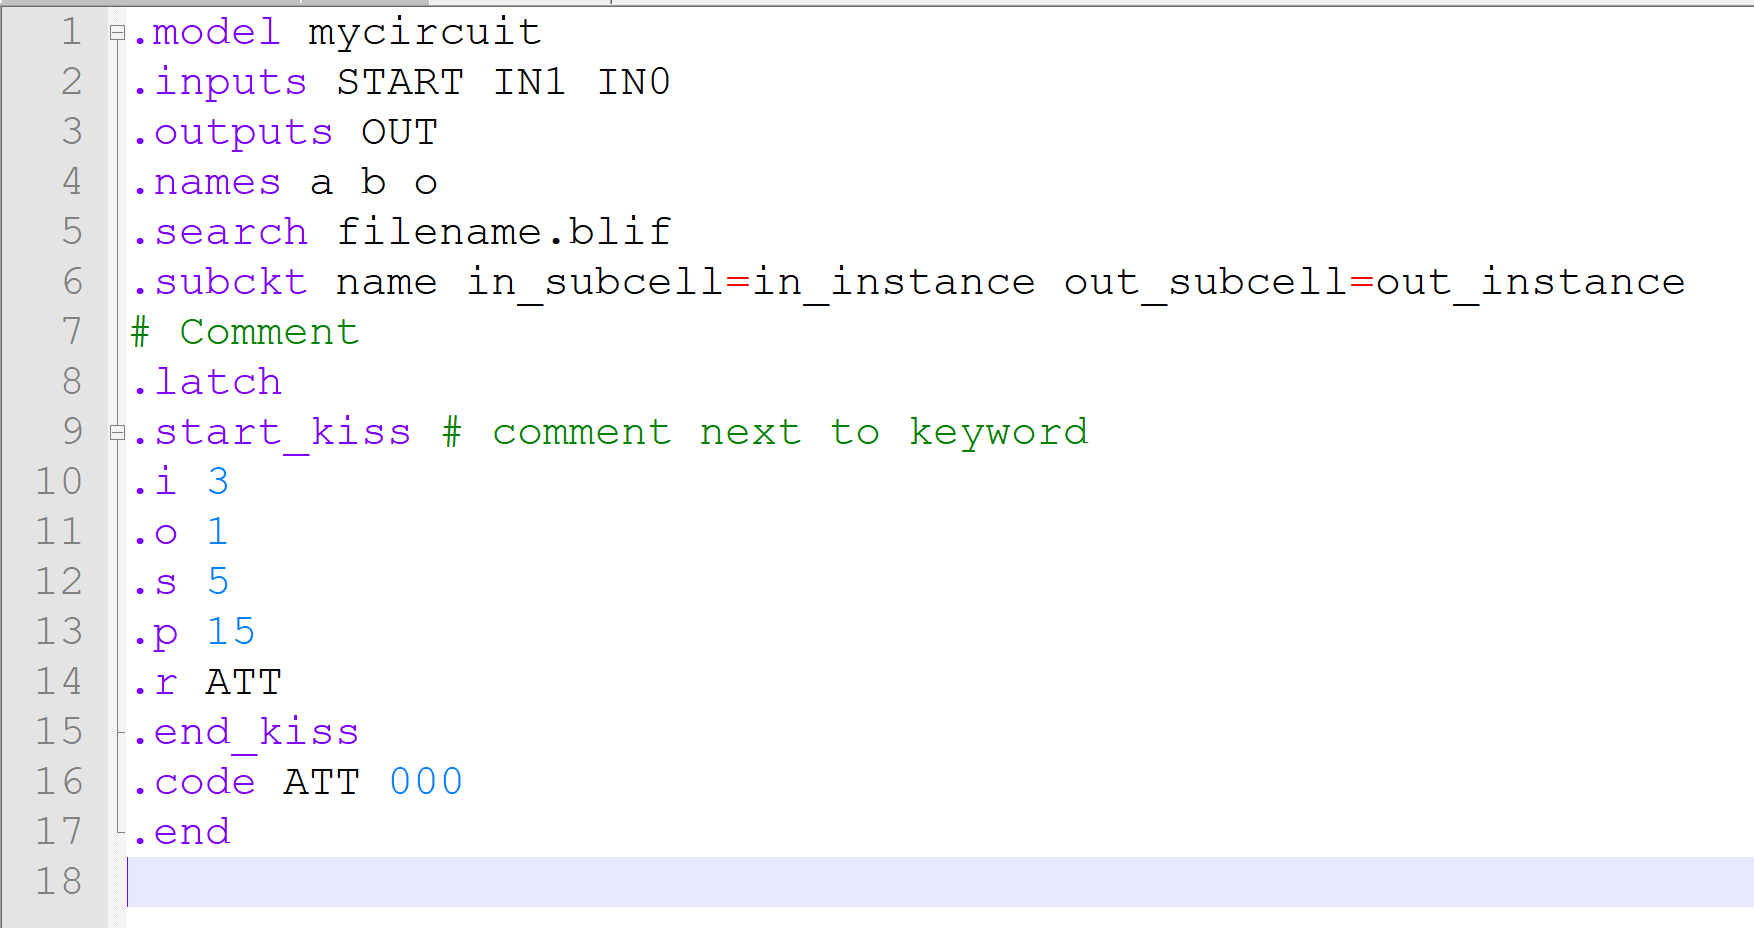 1 .model mycircuit
2 .inputs START IN1 IN0
3 .outputs OUT
4 .names a b o
5 .search filename.blif
6 .subckt name in_subcell=in_instance out_subcell=out_instance
7 # Comment
8 .latch
9 .start_kiss # comment next to keyword
10 .i 3
11 .o 1
12 .s 5
13 .p 15
14 .r ATT
15 .end_kiss
16 .code ATT 000
17 .end
18